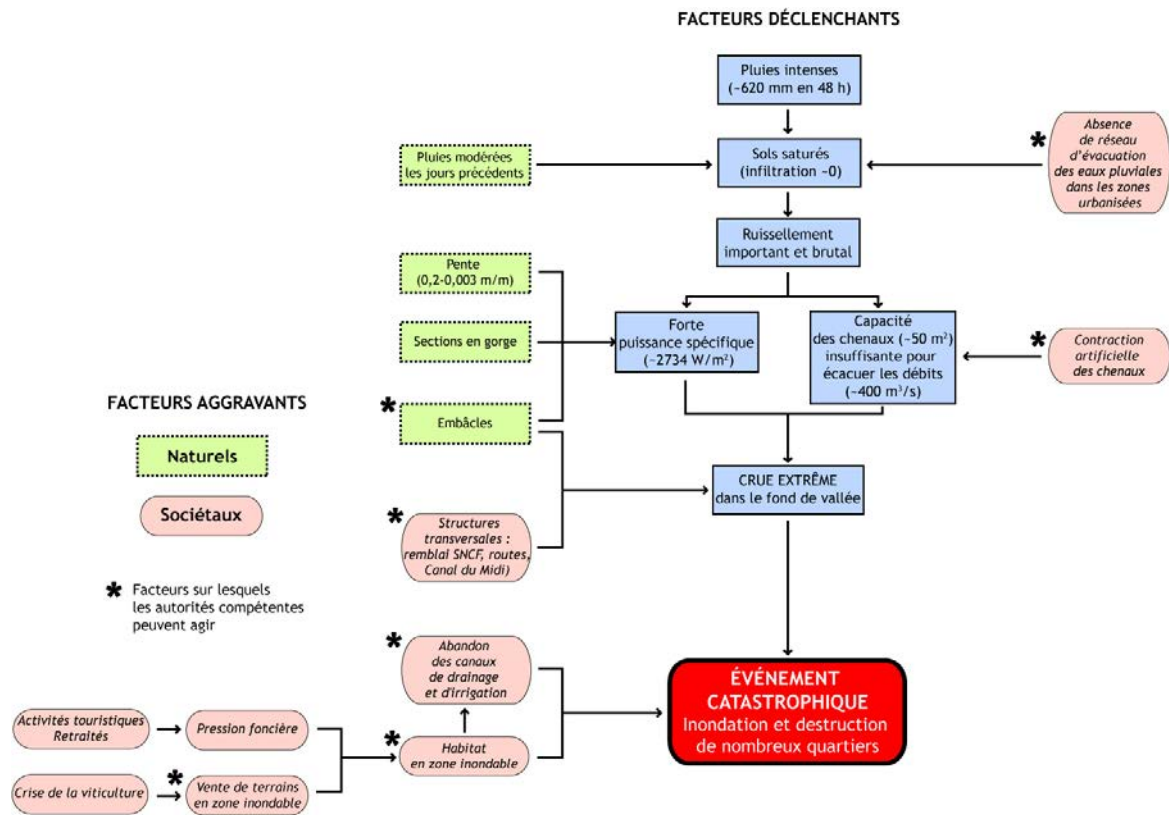 FACTEURS DÉCLENCHANTS
Pluies intenses
(~620 mm en 48 h)
Pluies modérées
les jours précédents
Sols saturés
(infiltration ~0)
*
Absence
de réseau
d'évacuation
des eaux pluviales
dans les zones
urbanisées
Ruissellement
important et brutal
Pente
(0,2-0,003 m/m)
Sections en gorge
Forte
puissance spécifique
(~2734 W/m²)
Capacité
des chenaux (~50 m²)
insuffisante pour
écacuer les débits
(~400 m³/s)
*
Contraction
artificielle
des chenaux
*
Embâcles
FACTEURS AGGRAVANTS
Naturels
Sociétaux
* Facteurs sur lesquels
les autorités compétentes
peuvent agir
CRUE EXTRÊME
dans le fond de vallée
*
Structures
transversales :
remblai SNCF, routes,
Canal du Midi)
*
Abandon
des canaux
de drainage
et d'irrigation
ÉVÉNEMENT
CATASTROPHIQUE
Inondation et destruction
de nombreux quartiers
Activités touristiques
Retraités
Pression foncière
*
Habitat
en zone inondable
Crise de la viticulture
*
Vente de terrains
en zone inondable